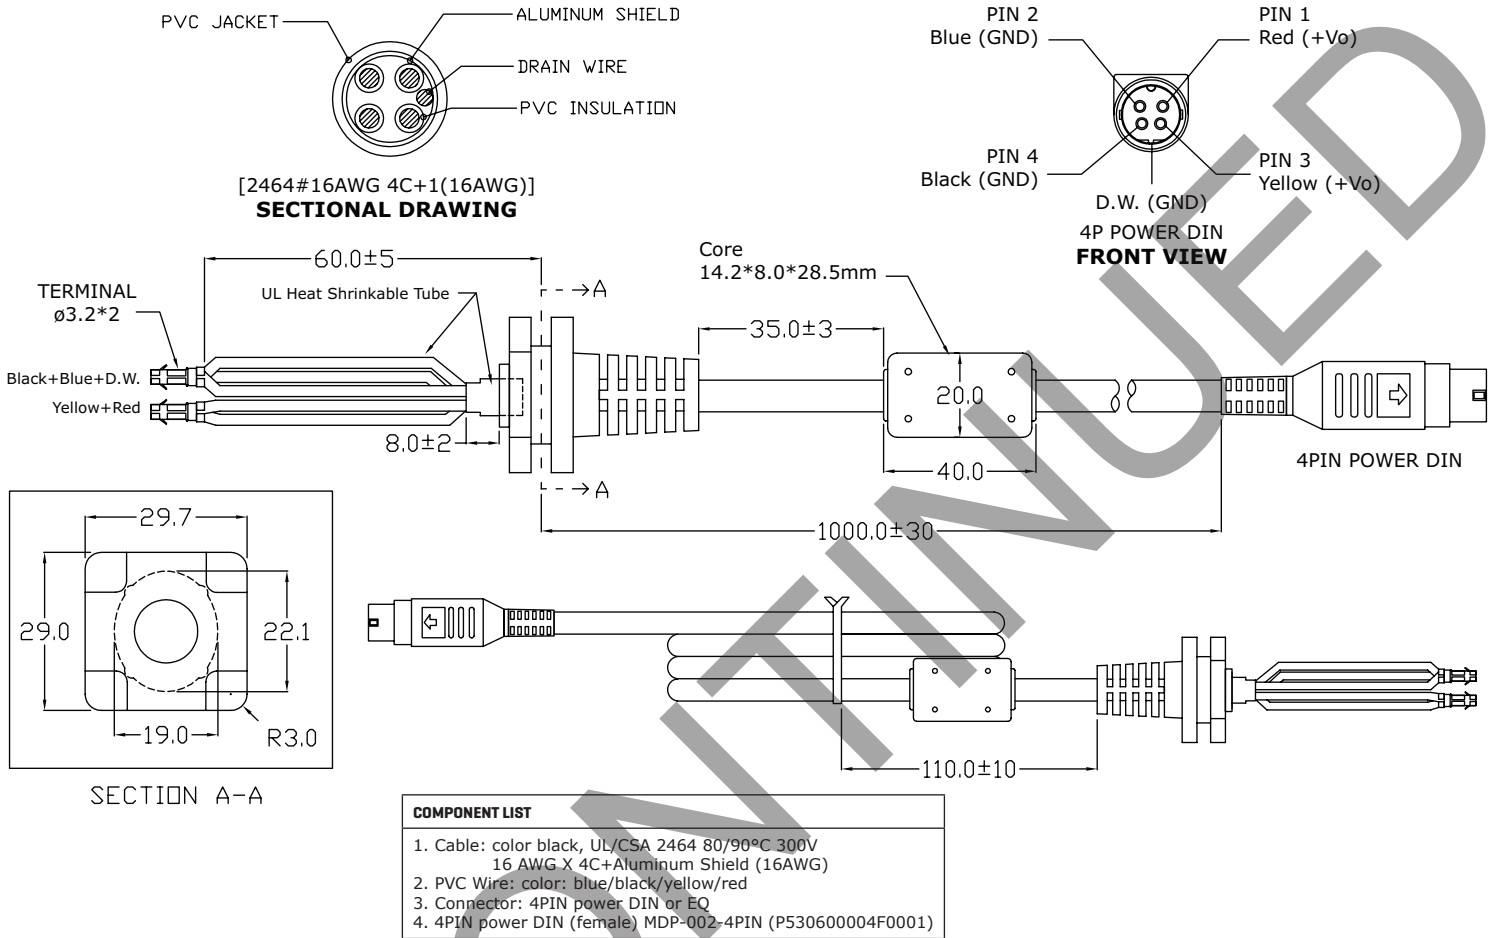 PVC JACKET
ALUMINUM SHIELD
DRAIN WIRE
PVC INSULATION
[2464#16AWG 4C+1(16AWG)]
SECTIONAL DRAWING
PIN 2
Blue (GND)
PIN 1
Red (+Vo)
PIN 4
Black (GND)
PIN 3
Yellow (+Vo)
D.W. (GND)
4P POWER DIN
FRONT VIEW
60.0±5
TERMINAL
ø3.2*2
UL Heat Shrinkable Tube
A
Core
14.2*8.0*28.5mm
35.0±3
Black+Blue+D.W.
Yellow+Red
20.0
8.0±2
40.0
4PIN POWER DIN
A
1000.0±30
29.7
29.0
22.1
19.0
R3.0
SECTION A-A
110.0±10
COMPONENT LIST
1. Cable: color black, UL/CSA 2464 80/90°C 300V
16 AWG X 4C+Aluminum Shield (16AWG)
2. PVC Wire: color: blue/black/yellow/red
3. Connector: 4PIN power DIN or EQ
4. 4PIN power DIN (female) MDP-002-4PIN (P530600004F0001)
ONTINUED